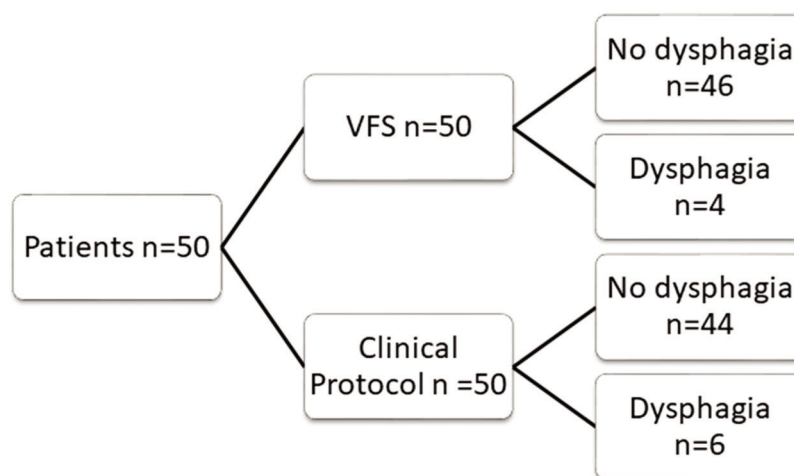 Patients n=50
VFS n=50
No dysphagia
n=46
Dysphagia
n=4
Clinical
Protocol n =50
No dysphagia
n=44
Dysphagia
n=6